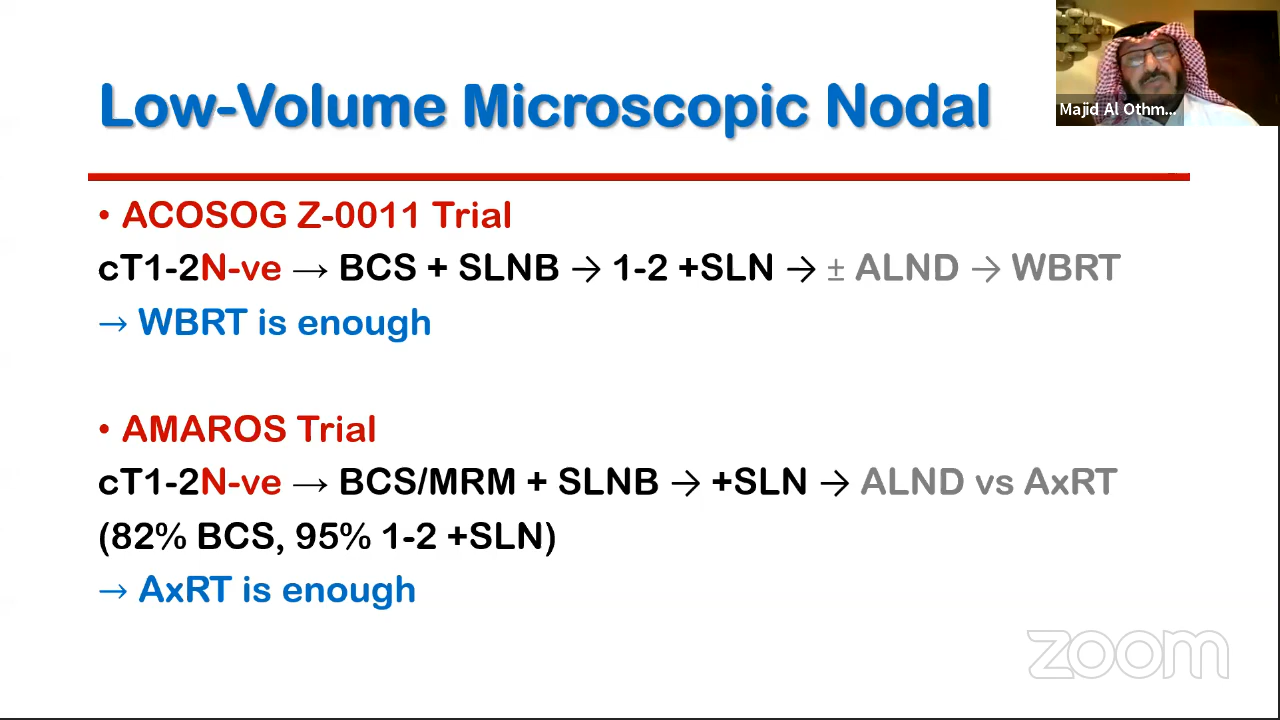 Low-Volume Microscopic Nodal
Majid Al Othm...
• ACOSOG Z-0011 Trial
cT1-2N-ve → BCS + SLNB → 1-2 +SLN → ± ALND → WBRT
→ WBRT is enough
• AMAROS Trial
cT1-2N-ve → BCS/MRM + SLNB → +SLN → ALND vs AxRT
(82% BCS, 95% 1-2 +SLN)
→ AxRT is enough
zoom